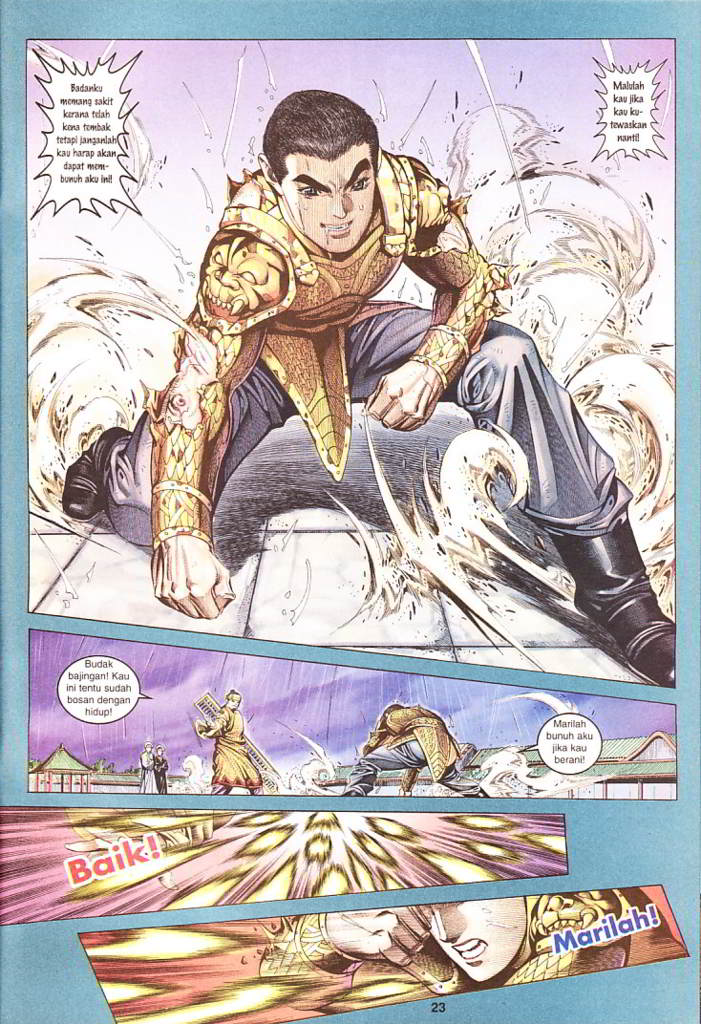 Badanku
memang sakit
kerana telah
kena tembak
tetapi janganlah
kau harap akan
dapat mem-
bunuh aku ini!
Malulah
kau jika
kau ku-
tewaskan
nanti!
Budak
bajingan! Kau
ini tentu sudah
bosan dengan
hidup!
Marilah
bunuh aku
jika kau
berani!
Baik!
Marilah!
23